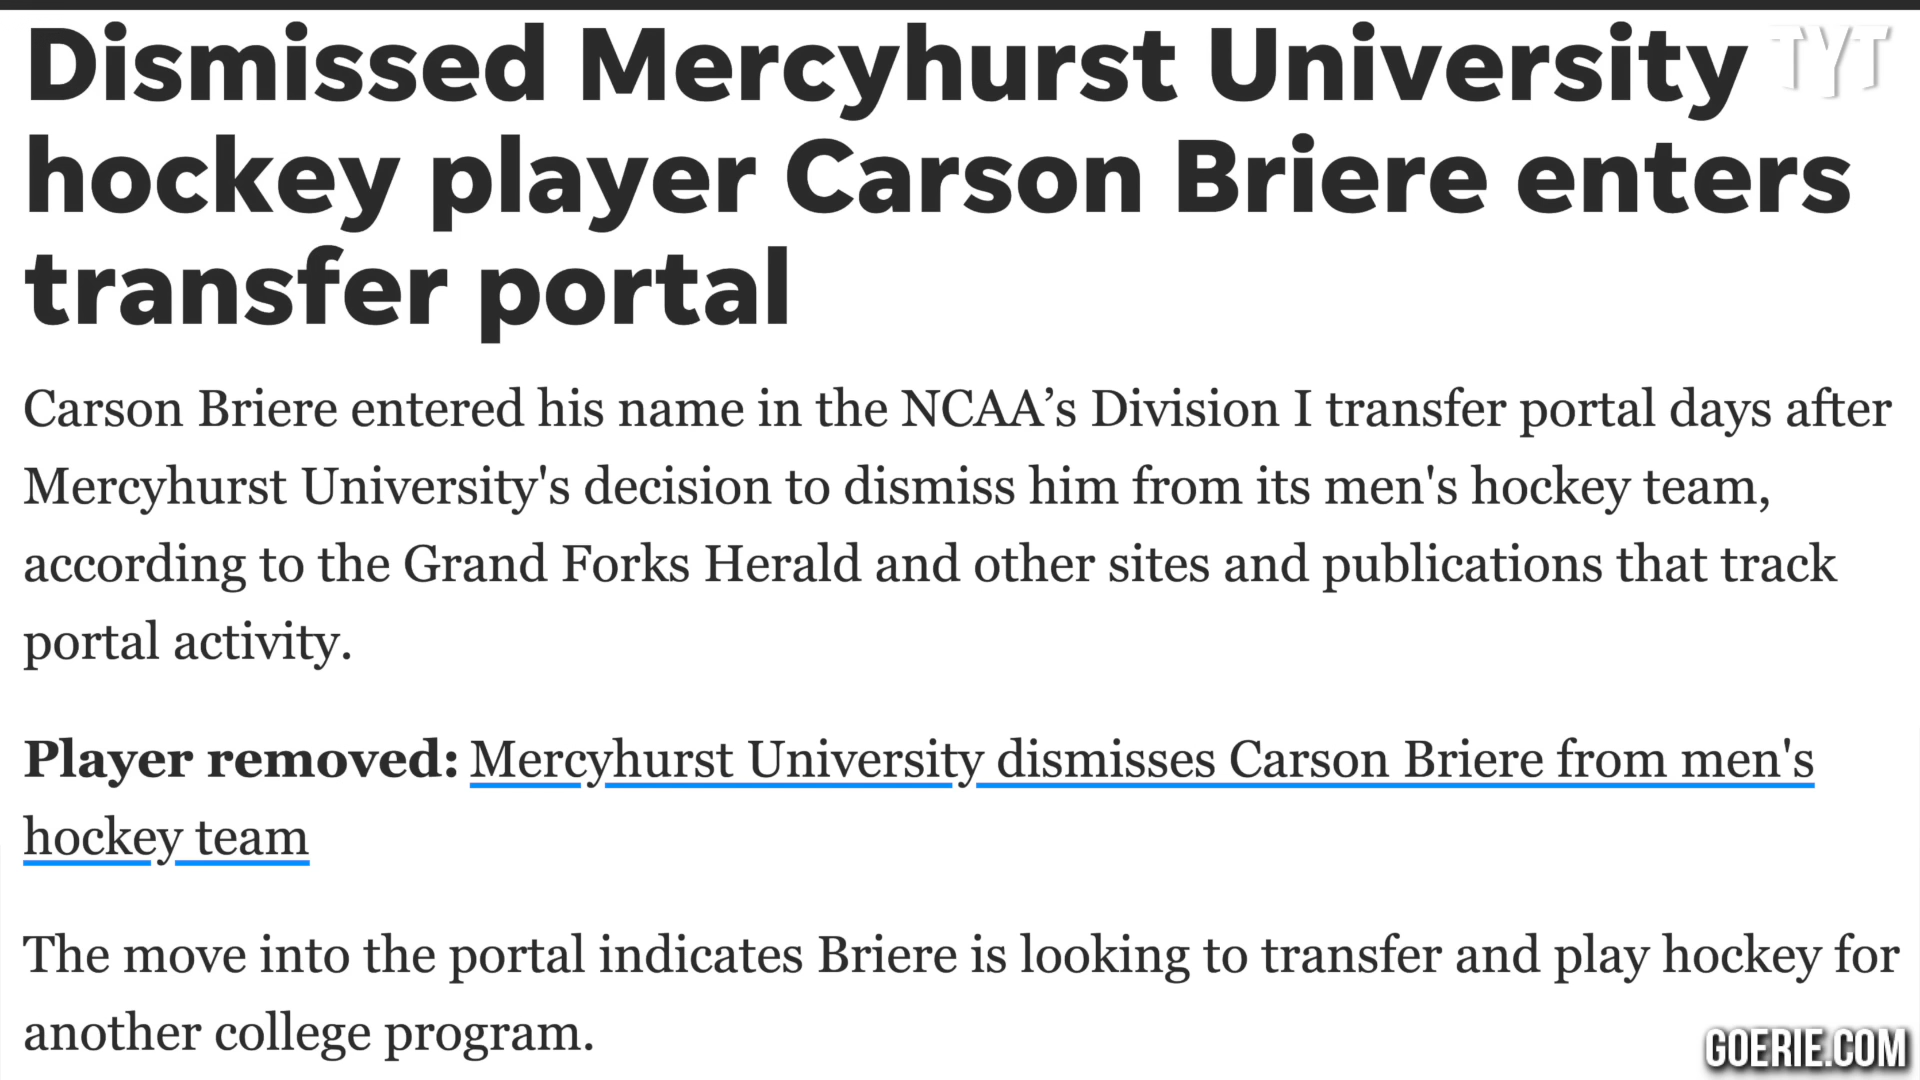 Dismissed Mercyhurst University
hockey player Carson Briere enters
transfer portal
TYT
Carson Briere entered his name in the NCAA’s Division I transfer portal days after
Mercyhurst University's decision to dismiss him from its men's hockey team,
according to the Grand Forks Herald and other sites and publications that track
portal activity.
Player removed: Mercyhurst University dismisses Carson Briere from men's
hockey team
The move into the portal indicates Briere is looking to transfer and play hockey for
another college program.
GOERIE.COM